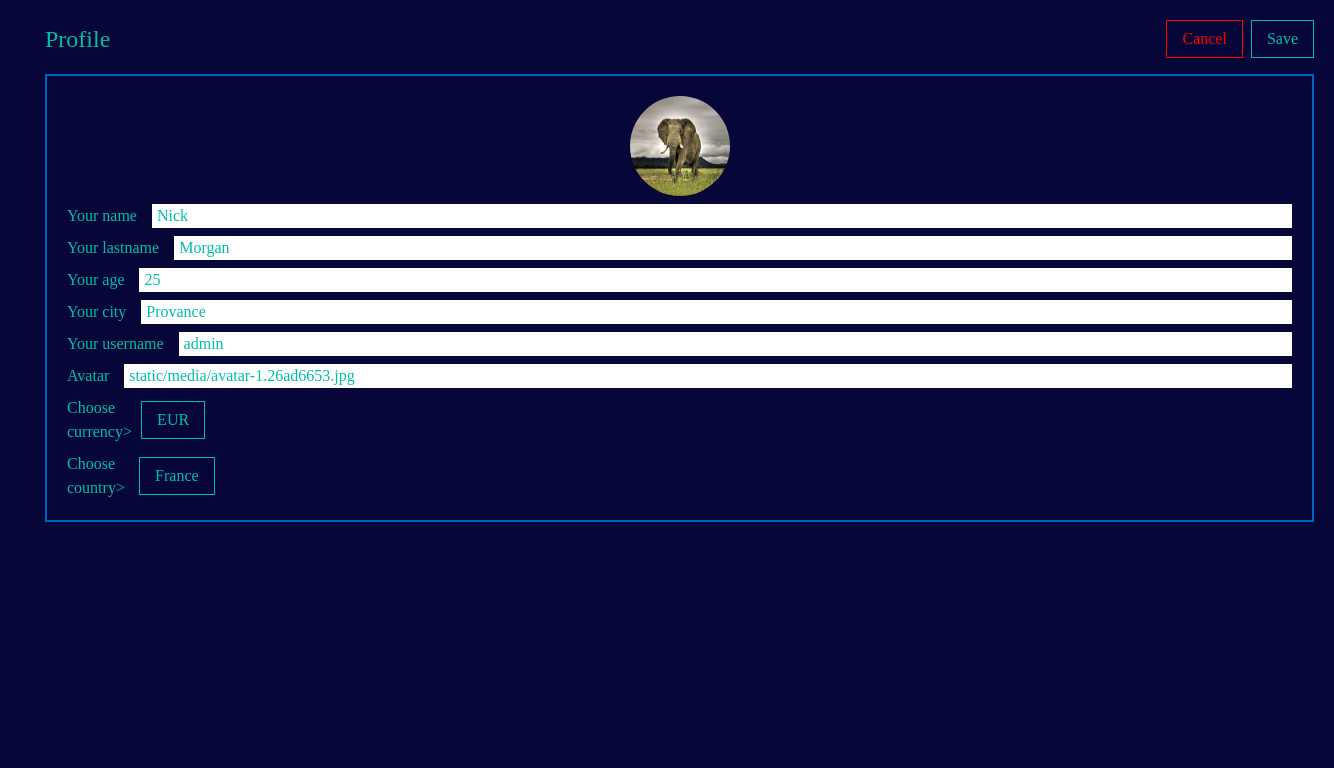 Profile
Cancel
Save
Your name Nick
Your lastname Morgan
Your age 25
Your city Provance
Your username admin
Avatar static/media/avatar-1.26ad6653.jpg
Choose
currency>
EUR
Choose
country>
France